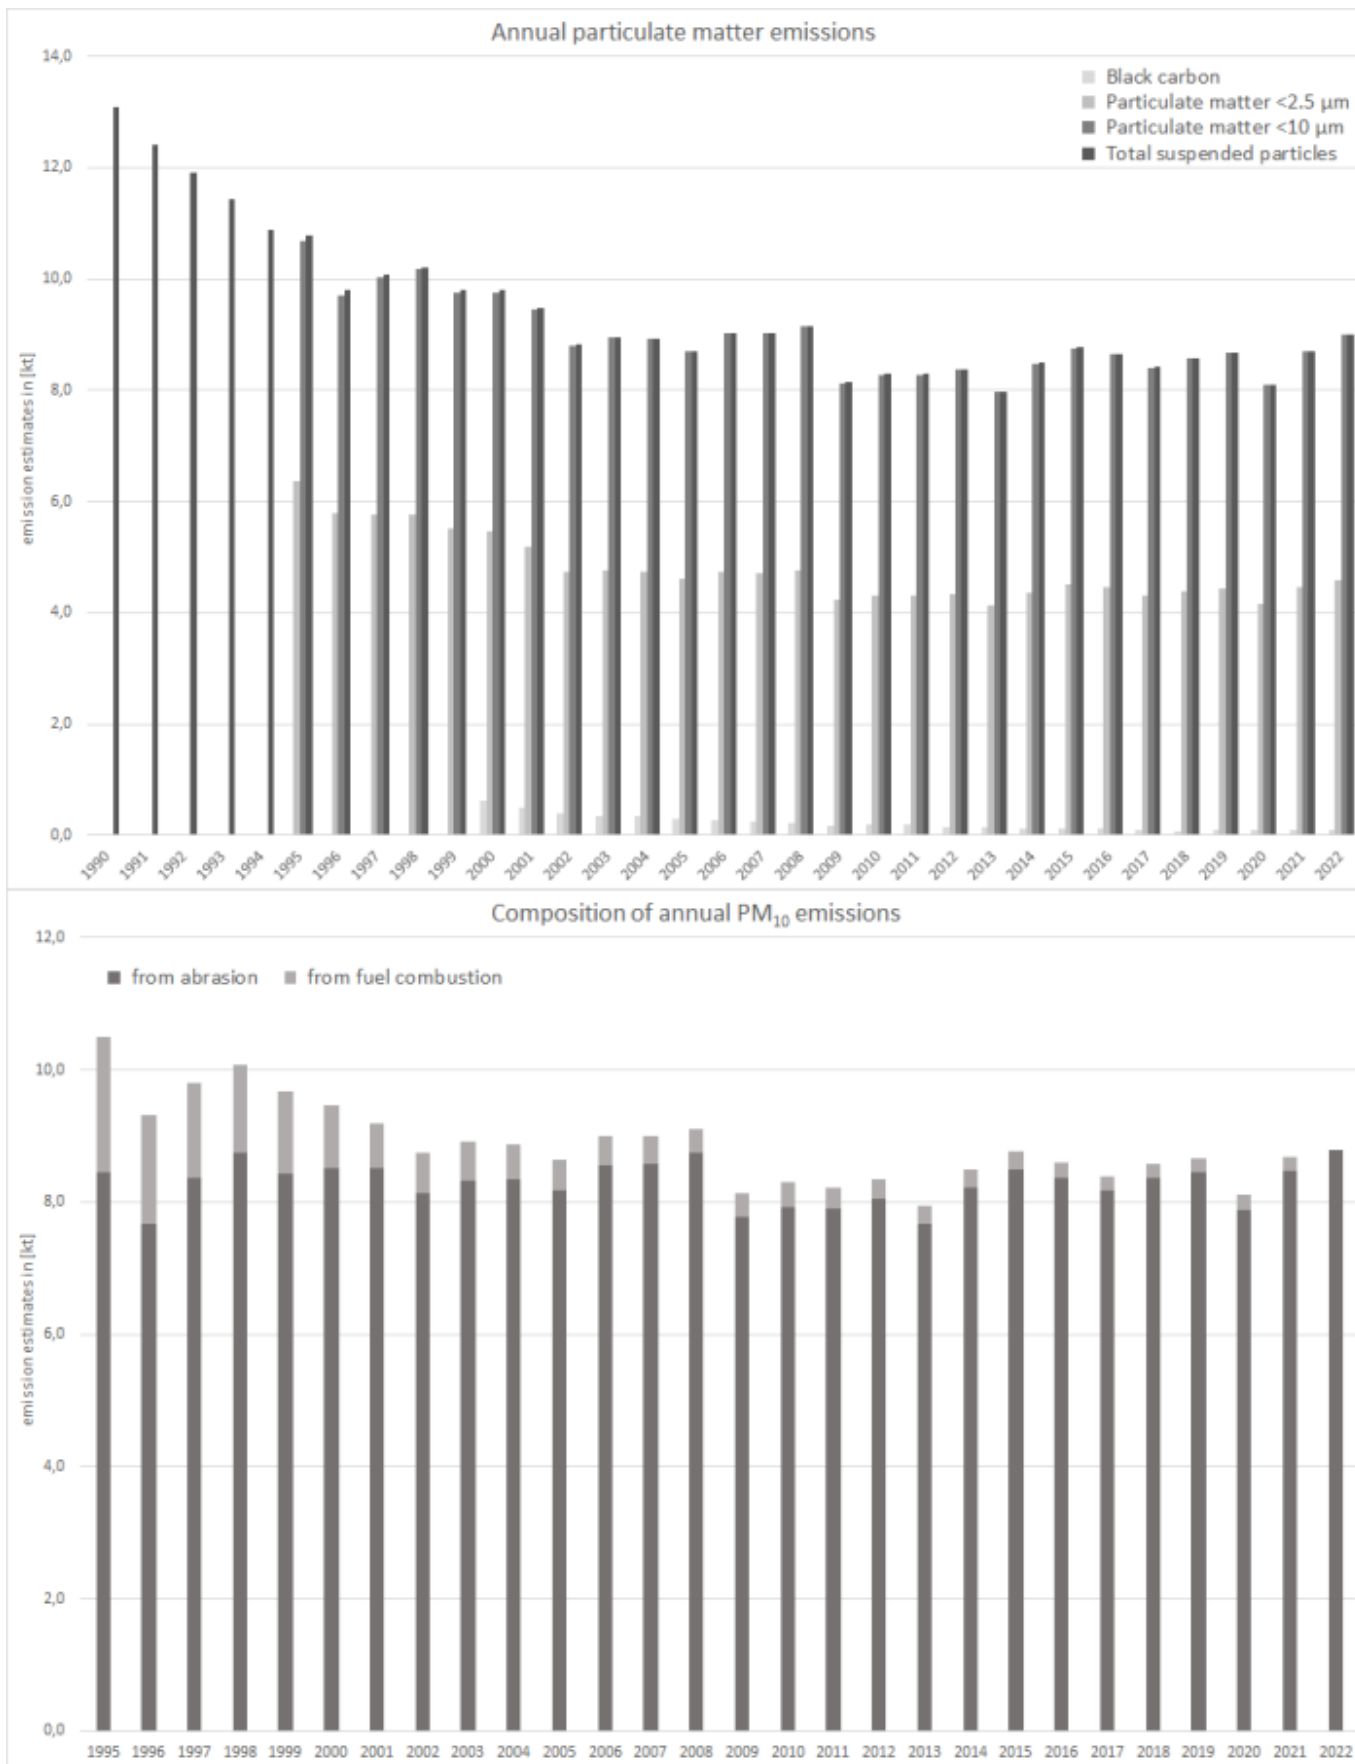 Annual particulate matter emissions
14,0
Black carbon
Particulate matter <2.5 µm
Particulate matter <10 µm
Total suspended particles
12,0
10,0
8,0
6,0
4,0
2,0
0,0
emission estimates in [kt]
1990 1991 1992 1993 1994 1995 1996 1997 1998 1999 2000 2001 2002 2003 2004 2005 2006 2007 2008 2009 2010 2011 2012 2013 2014 2015 2016 2017 2018 2019 2020 2021 2022
Composition of annual PM₁₀ emissions
12,0
from abrasion from fuel combustion
10,0
8,0
6,0
4,0
2,0
0,0
emission estimates in [kt]
1995 1996 1997 1998 1999 2000 2001 2002 2003 2004 2005 2006 2007 2008 2009 2010 2011 2012 2013 2014 2015 2016 2017 2018 2019 2020 2021 2022